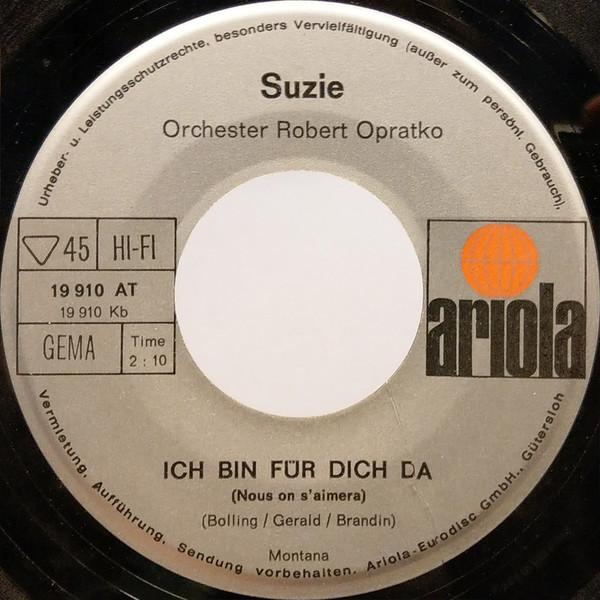 Urheber- u. Leistungsschutzrechte, besonders Vervielfältigung (außer zum persönl. Gebrauch),
Suzie
Orchester Robert Opratko
45 HI-FI
19 910 AT
19 910 Kb
GEMA
Time
2 : 10
ariola
ICH BIN FÜR DICH DA
(Nous on s'aimera)
(Bolling / Gerald / Brandin)
Montana
Vermietung, Aufführung, Sendung vorbehalten. Ariola-Eurodisc GmbH., Gütersloh